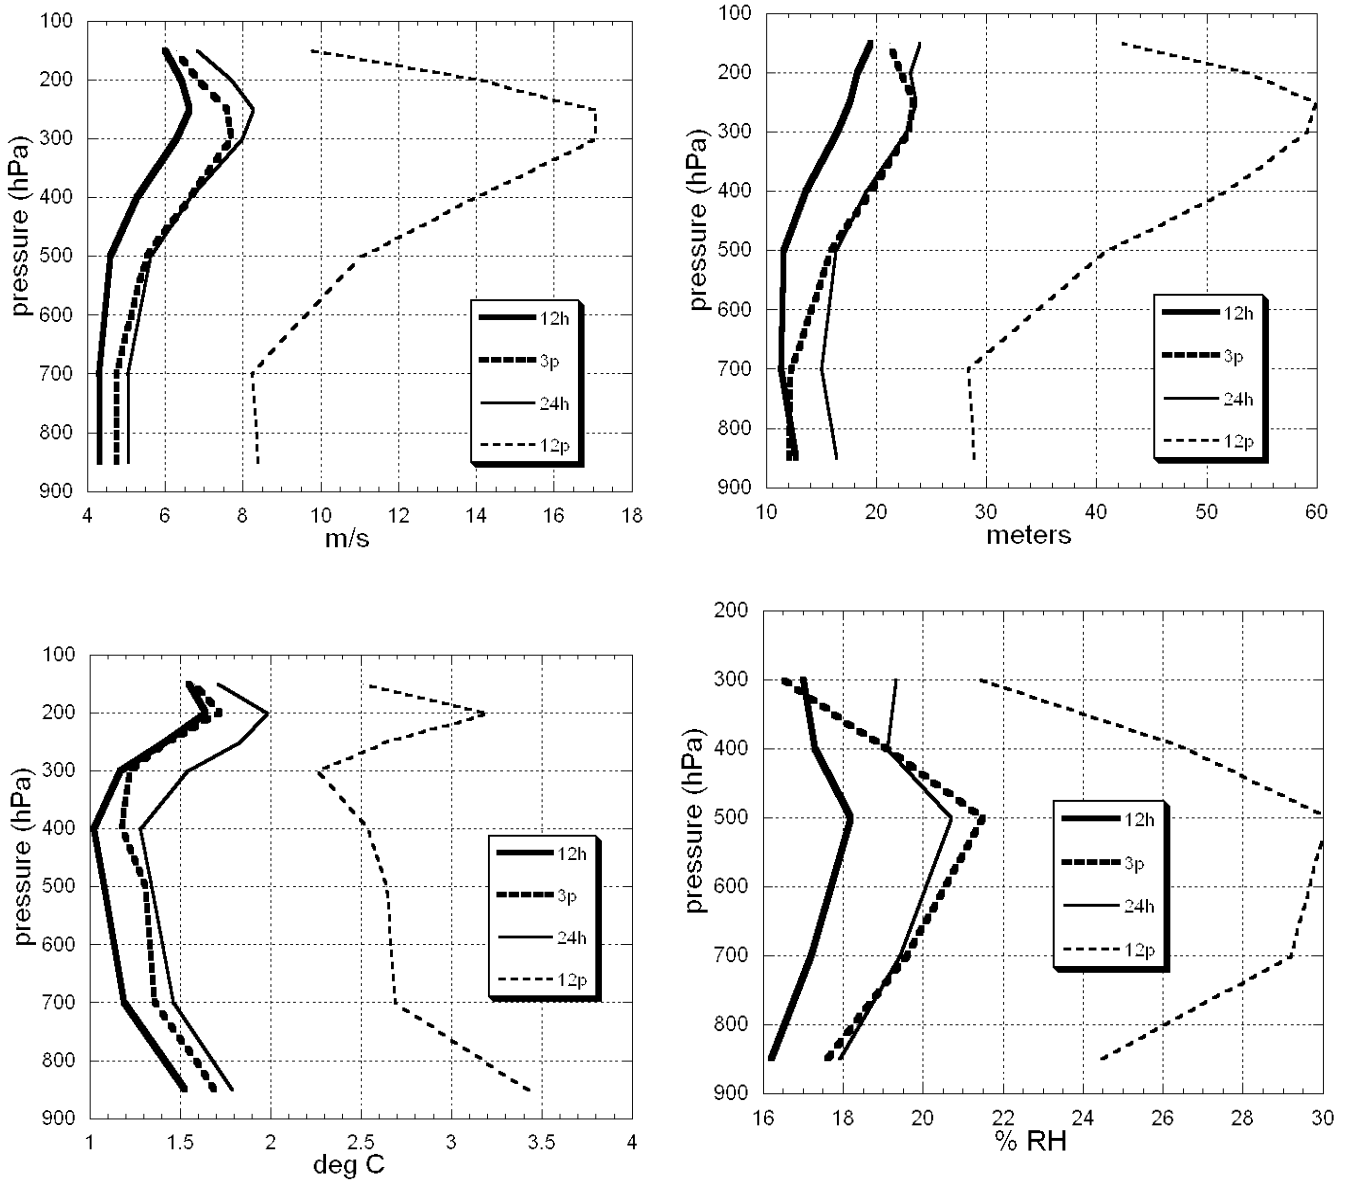 100
200
300
400
500
600
700
800
900
pressure (hPa)
4 6 8 10 12 14 16 18
m/s
12h
3p
24h
12p
100
200
300
400
500
600
700
800
900
pressure (hPa)
10 20 30 40 50 60
meters
12h
3p
24h
12p
100
200
300
400
500
600
700
800
900
pressure (hPa)
1 1.5 2 2.5 3 3.5 4
deg C
12h
3p
24h
12p
200
300
400
500
600
700
800
900
pressure (hPa)
16 18 20 22 24 26 28 30
% RH
12h
3p
24h
12p